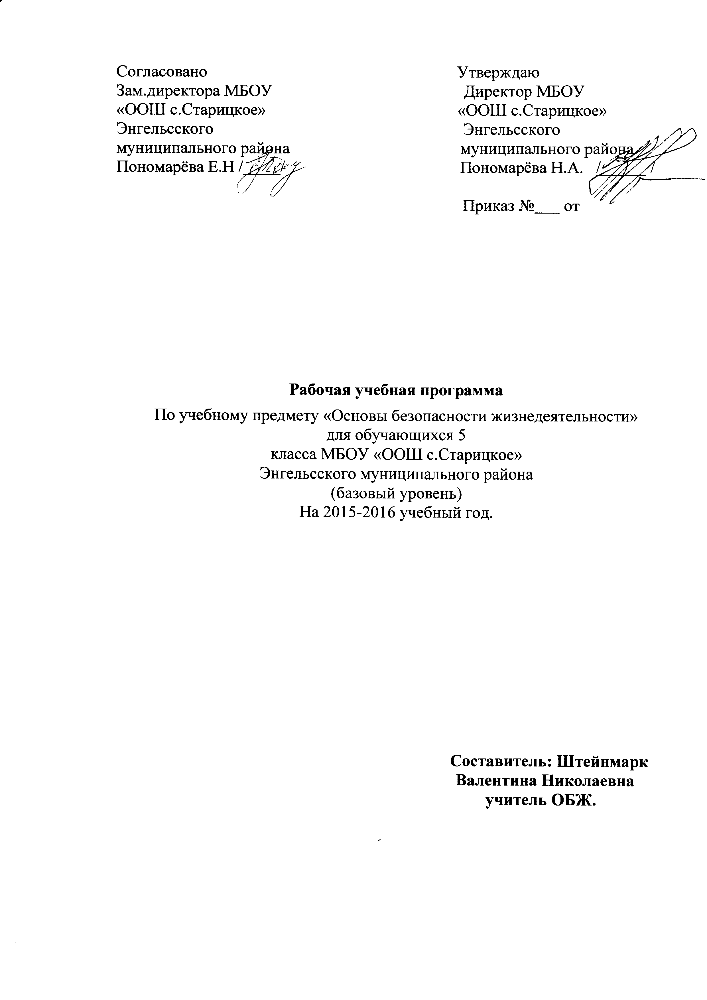 Согласовано
Зам.директора МБОУ
«ООШ с.Старицкое»
Энгельсского
муниципального района
Пономарёва Е.Н /
Утверждаю
Директор МБОУ
«ООШ с.Старицкое»
Энгельсского
муниципального района
Пономарёва Н.А. /______/
Приказ №___ от
Рабочая учебная программа
По учебному предмету «Основы безопасности жизнедеятельности»
для обучающихся 5
класса МБОУ «ООШ с.Старицкое»
Энгельсского муниципального района
(базовый уровень)
На 2015-2016 учебный год.
Составитель: Штейнмарк
Валентина Николаевна
учитель ОБЖ.